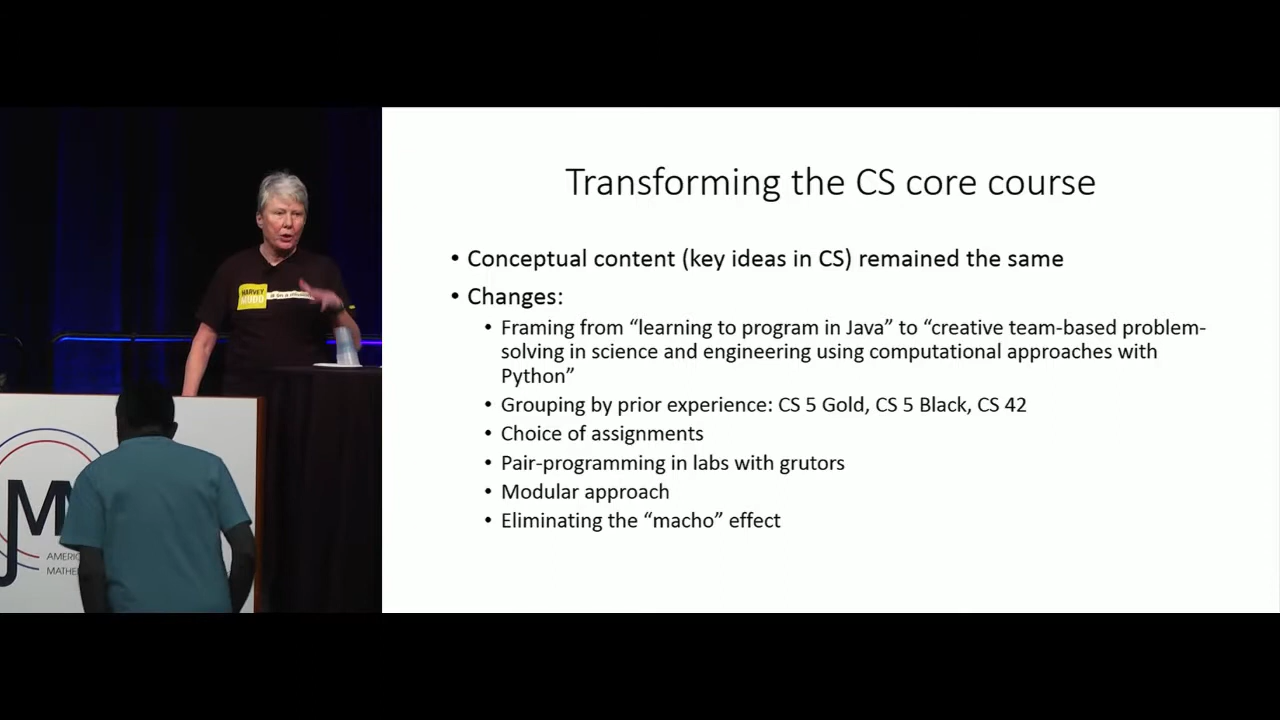 HARVEY
MUDD
JM
AMERIC
MATHE
Transforming the CS core course
• Conceptual content (key ideas in CS) remained the same
• Changes:
• Framing from “learning to program in Java” to “creative team-based problem-
solving in science and engineering using computational approaches with
Python”
• Grouping by prior experience: CS 5 Gold, CS 5 Black, CS 42
• Choice of assignments
• Pair-programming in labs with grutors
• Modular approach
• Eliminating the “macho” effect